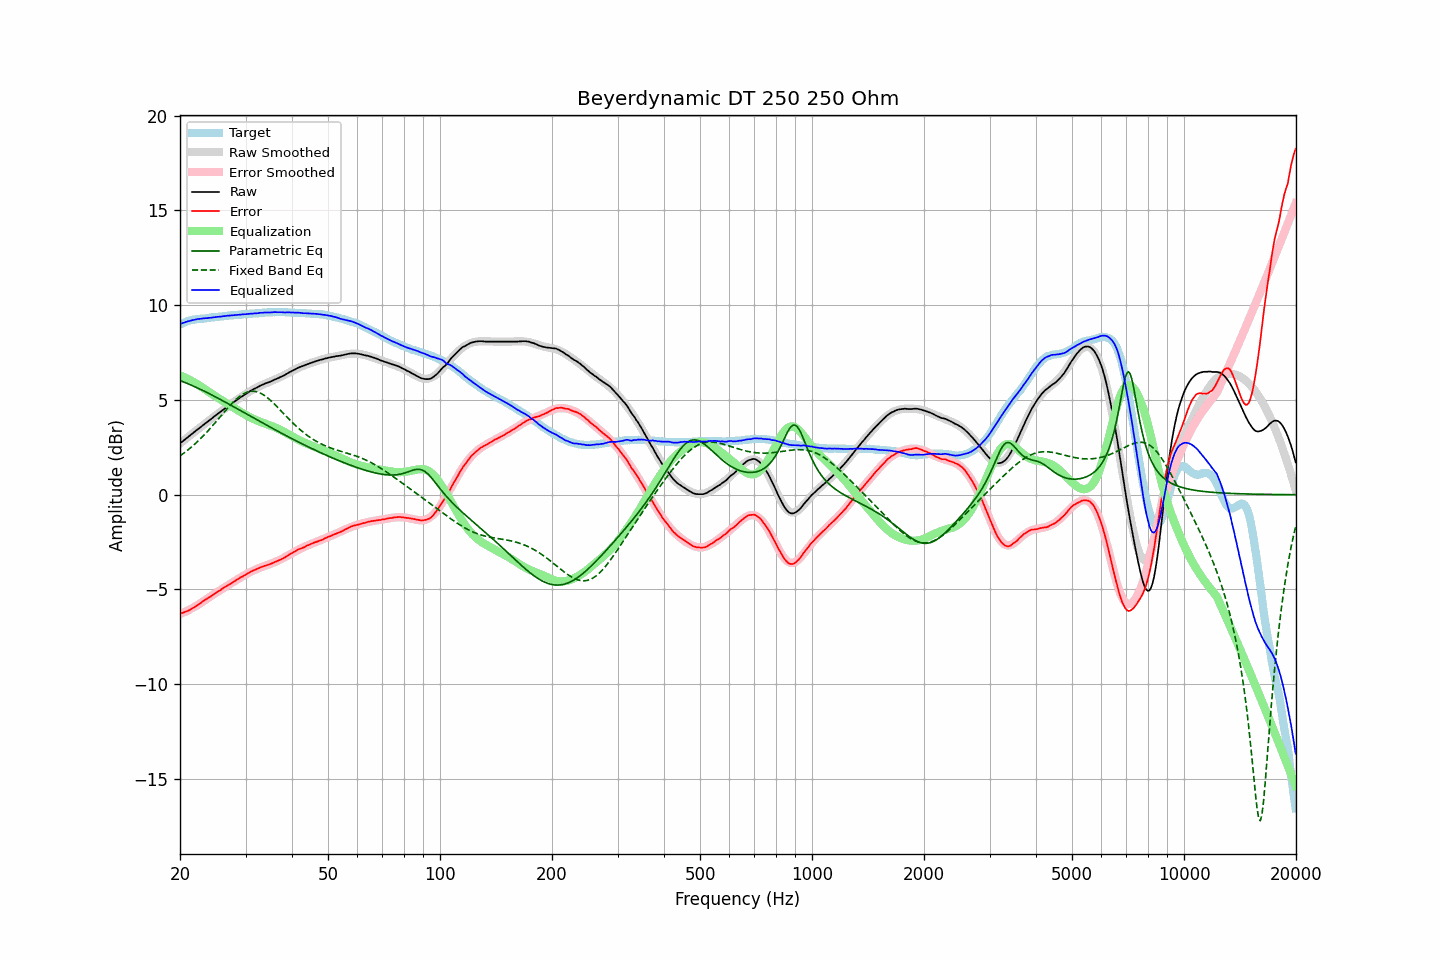 Beyerdynamic DT 250 250 Ohm
20
15
10
5
0
−5
−10
−15
Amplitude (dBr)
Target
Raw Smoothed
Error Smoothed
Raw
Error
Equalization
Parametric Eq
Fixed Band Eq
Equalized
20 50 100 200 500 1000 2000 5000 10000 20000
Frequency (Hz)